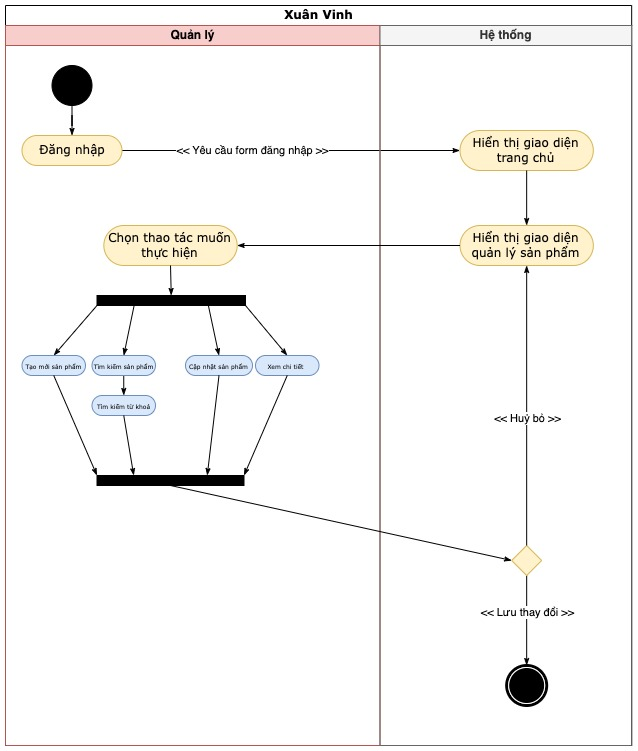 Xuân Vinh
Quản lý
Hệ thống
Đăng nhập
<< Yêu cầu form đăng nhập >>
Hiển thị giao diện
trang chủ
Chọn thao tác muốn
thực hiện
Hiển thị giao diện
quản lý sản phẩm
Tạo mới sản phẩm
Tìm kiếm sản phẩm
Cập nhật sản phẩm
Xem chi tiết
Tìm kiếm từ khoá
<< Huỷ bỏ >>
<< Lưu thay đổi >>